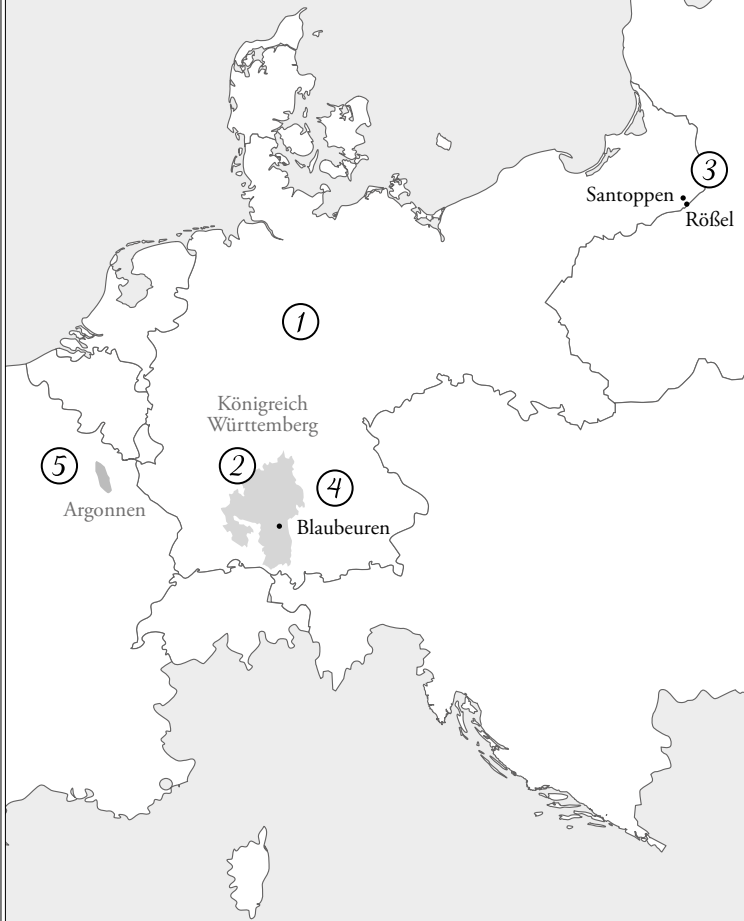 3
Santoppen
Rößel
1
Königreich
Württemberg
2
5
4
Argonnen
Blaubeuren